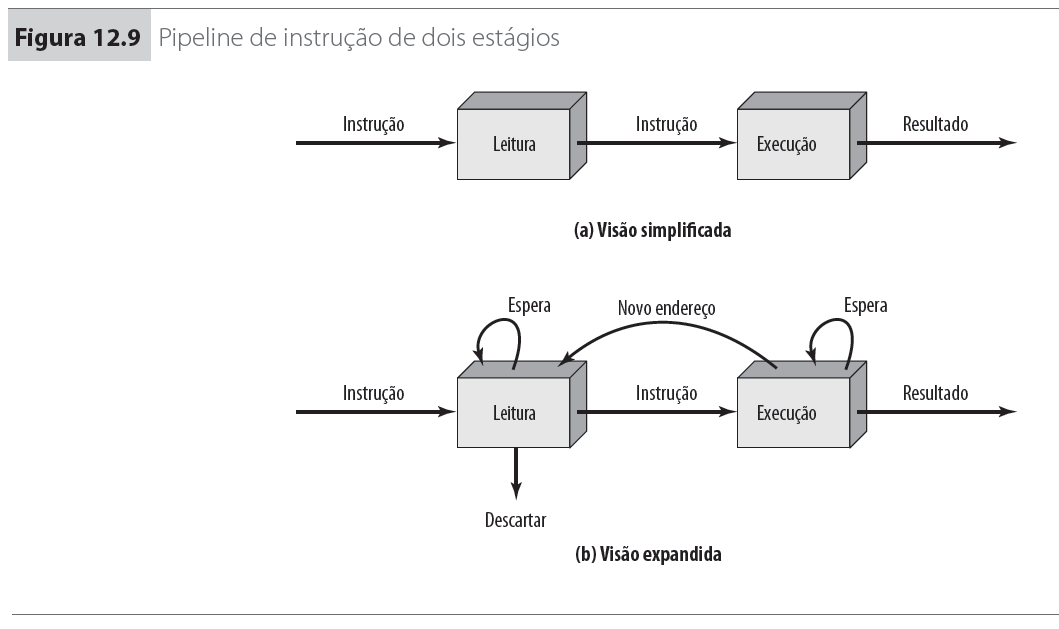 Figura 12.9 Pipeline de instrução de dois estágios
Instrução
Leitura
Instrução
Execução
Resultado
(a) Visão simplificada
Espera
Novo endereço
Espera
Instrução
Leitura
Instrução
Execução
Resultado
Descartar
(b) Visão expandida